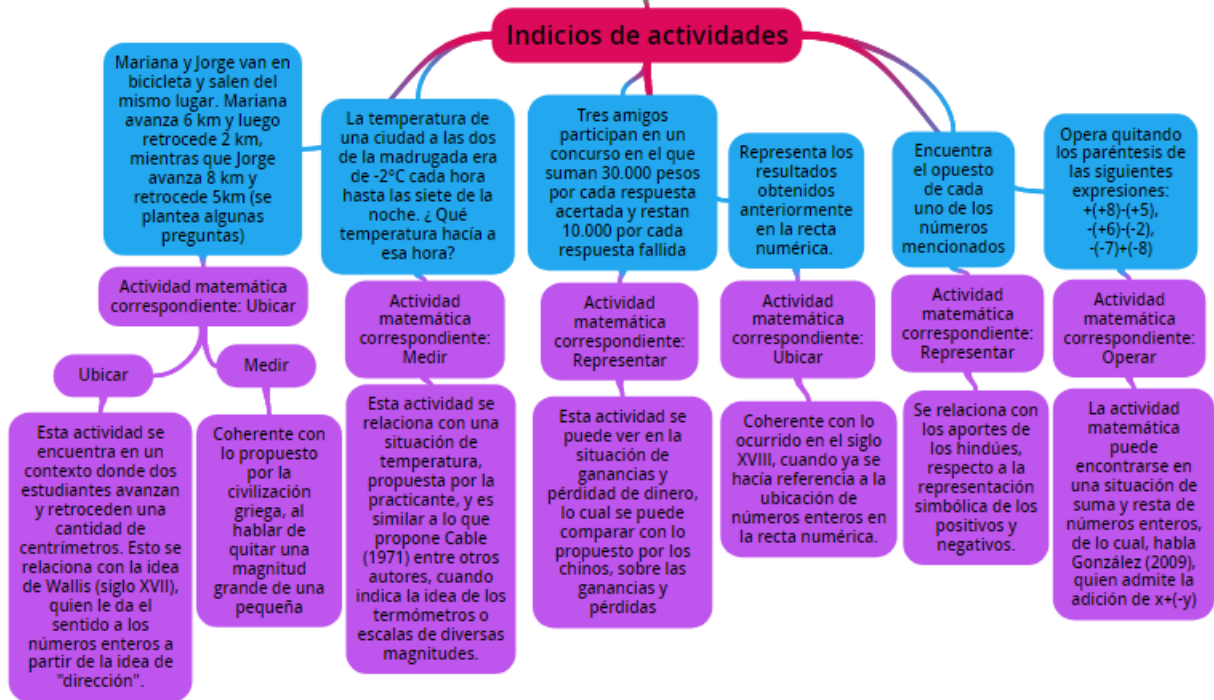 Indicios de actividades
Mariana y Jorge van en
bicicleta y salen del
mismo lugar. Mariana
avanza 6 km y luego
retrocede 2 km,
mientras que Jorge
avanza 8 km y
retrocede 5km (se
plantea algunas
preguntas)
Actividad matemática
correspondiente: Ubicar
Ubicar
Esta actividad se
encuentra en un
contexto donde dos
estudiantes avanzan
y retroceden una
cantidad de
centrímetros. Esto se
relaciona con la idea
de Wallis (siglo XVII),
quien le da el
sentido a los
números enteros a
partir de la idea de
"dirección".
Medir
Coherente con
lo propuesto
por la
civilización
griega, al
hablar de
quitar una
magnitud
grande de una
pequeña
La temperatura de
una ciudad a las dos
de la madrugada era
de -2°C cada hora
hasta las siete de la
noche. ¿ Qué
temperatura hacía a
esa hora?
Actividad
matemática
correspondiente:
Medir
Esta actividad se
relaciona con una
situación de
temperatura,
propuesta por la
practicante, y es
similar a lo que
propone Cable
(1971) entre otros
autores, cuando
indica la idea de los
termómetros o
escalas de diversas
magnitudes.
Tres amigos
participan en un
concurso en el que
suman 30.000 pesos
por cada respuesta
acertada y restan
10.000 por cada
respuesta fallida
Actividad
matemática
correspondiente:
Representar
Esta actividad se
puede ver en la
situación de
ganancias y
pérdidad de dinero,
lo cual se puede
comparar con lo
propuesto por los
chinos, sobre las
ganancias y
pérdidas
Representa los
resultados
obtenidos
anteriormente
en la recta
numérica.
Actividad
matemática
correspondiente:
Ubicar
Coherente con lo
ocurrido en el siglo
XVIII, cuando ya se
hacía referencia a la
ubicación de
números enteros en
la recta numérica.
Encuentra
el opuesto
de cada
uno de los
números
mencionados
Actividad
matemática
correspondiente:
Representar
Se relaciona con
los aportes de
los hindúes,
respecto a la
representación
simbólica de los
positivos y
negativos.
Opera quitando
los paréntesis de
las siguientes
expresiones:
+(+8)-(+5),
-(+6)-(-2),
-(-7)+(-8)
Actividad
matemática
correspondiente:
Operar
La actividad
matemática
puede
encontrarse en
una situación de
suma y resta de
números enteros,
de lo cual, habla
González (2009),
quien admite la
adición de x+(-y)